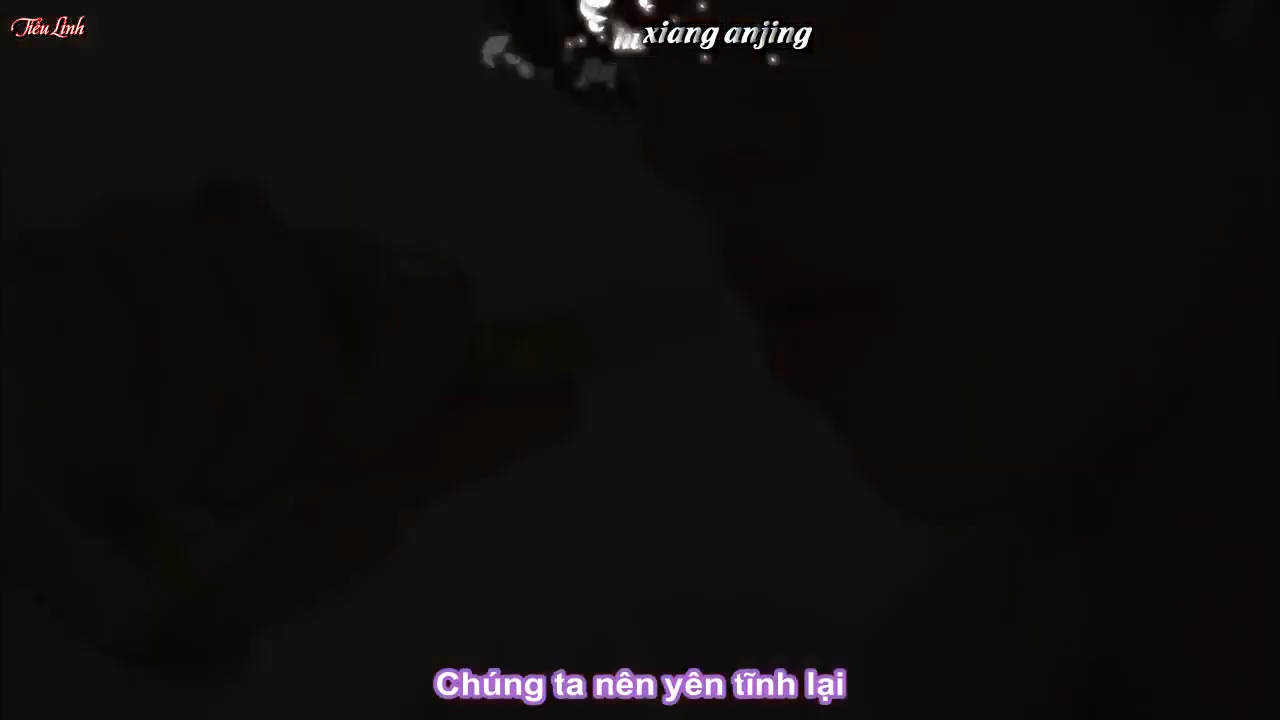 Tiểu Linh
xiang anjing
Chúng ta nên yên tĩnh lại